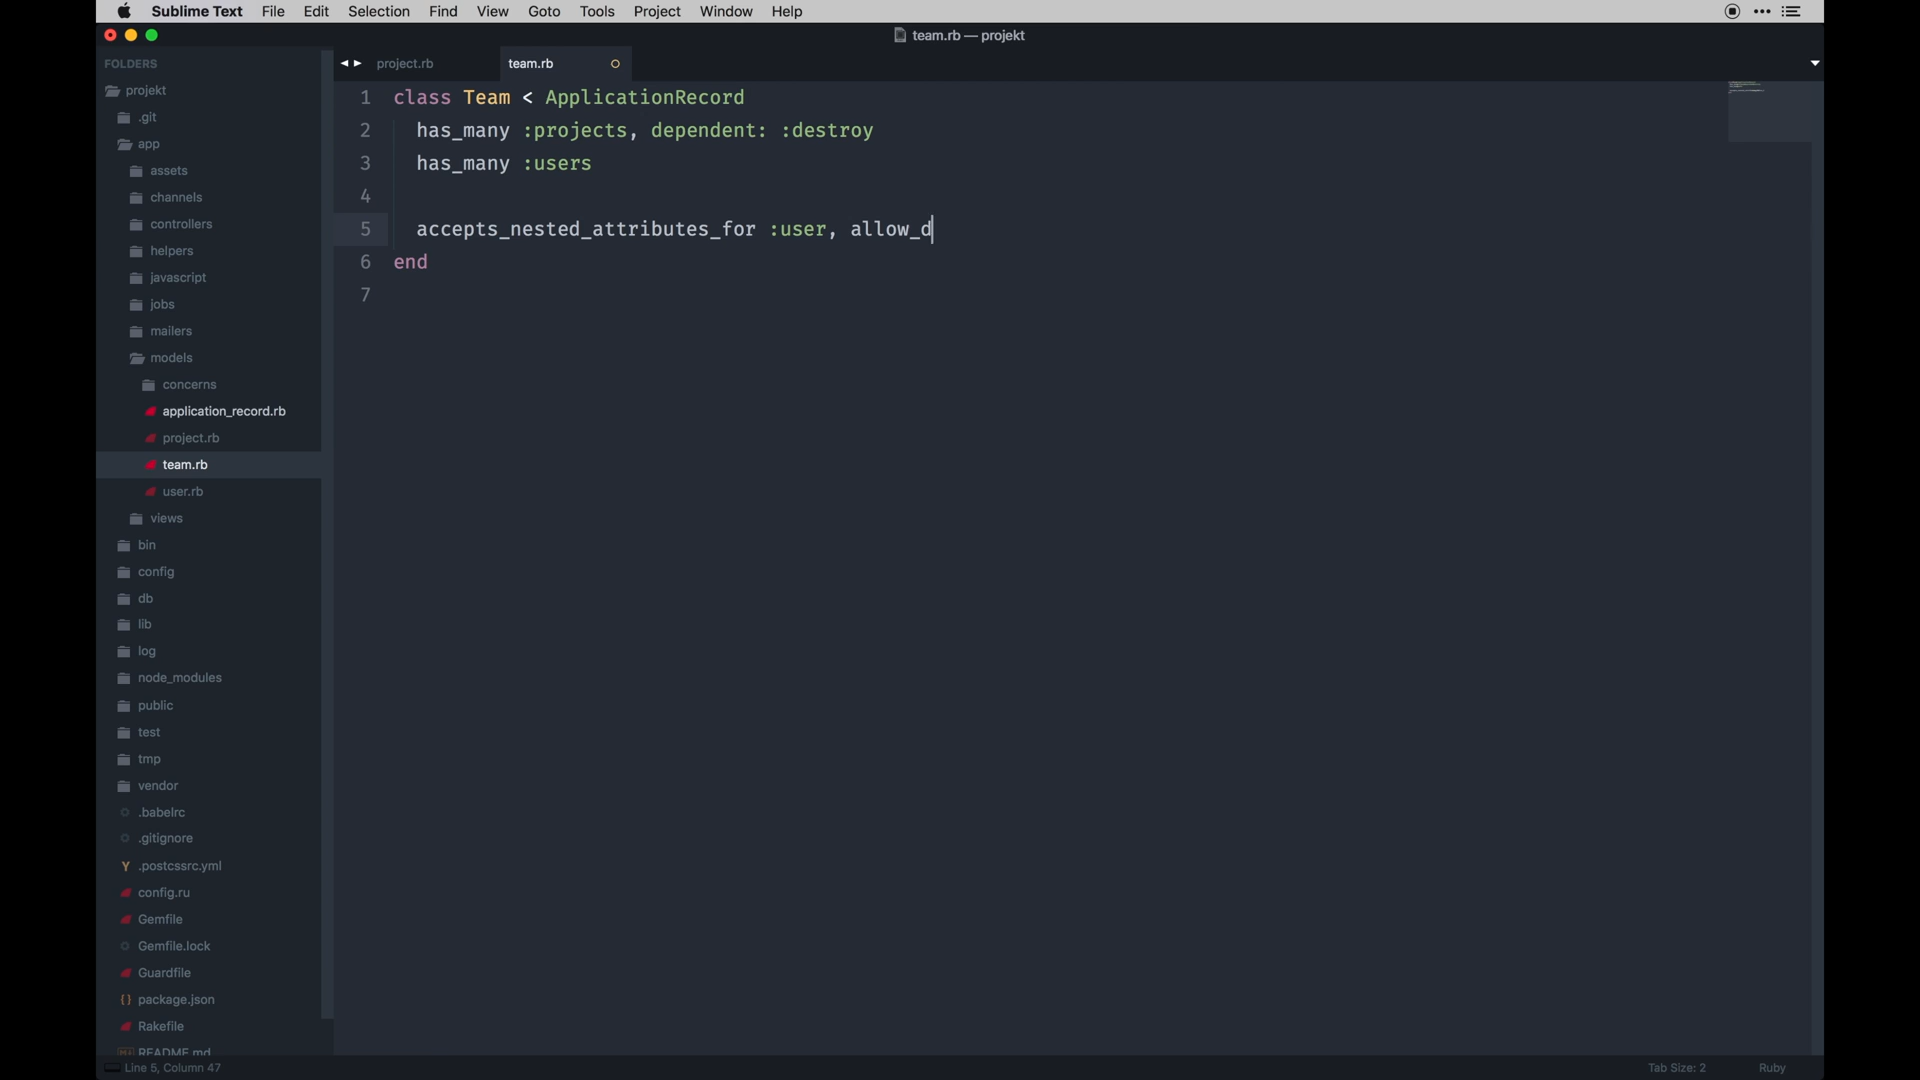 Sublime Text File Edit Selection Find View Goto Tools Project Window Help
team.rb — projekt
FOLDERS
projekt
.git
app
assets
channels
controllers
helpers
javascript
jobs
mailers
models
concerns
application_record.rb
project.rb
team.rb
user.rb
views
bin
config
db
lib
log
node_modules
public
test
tmp
vendor
.babelrc
.gitignore
.postcssrc.yml
config.ru
Gemfile
Gemfile.lock
Guardfile
package.json
Rakefile
README.md
project.rb team.rb
1 class Team < ApplicationRecord
2 has_many :projects, dependent: :destroy
3 has_many :users
4
5 accepts_nested_attributes_for :user, allow_d
6 end
7
Line 5, Column 47 Tab Size: 2 Ruby